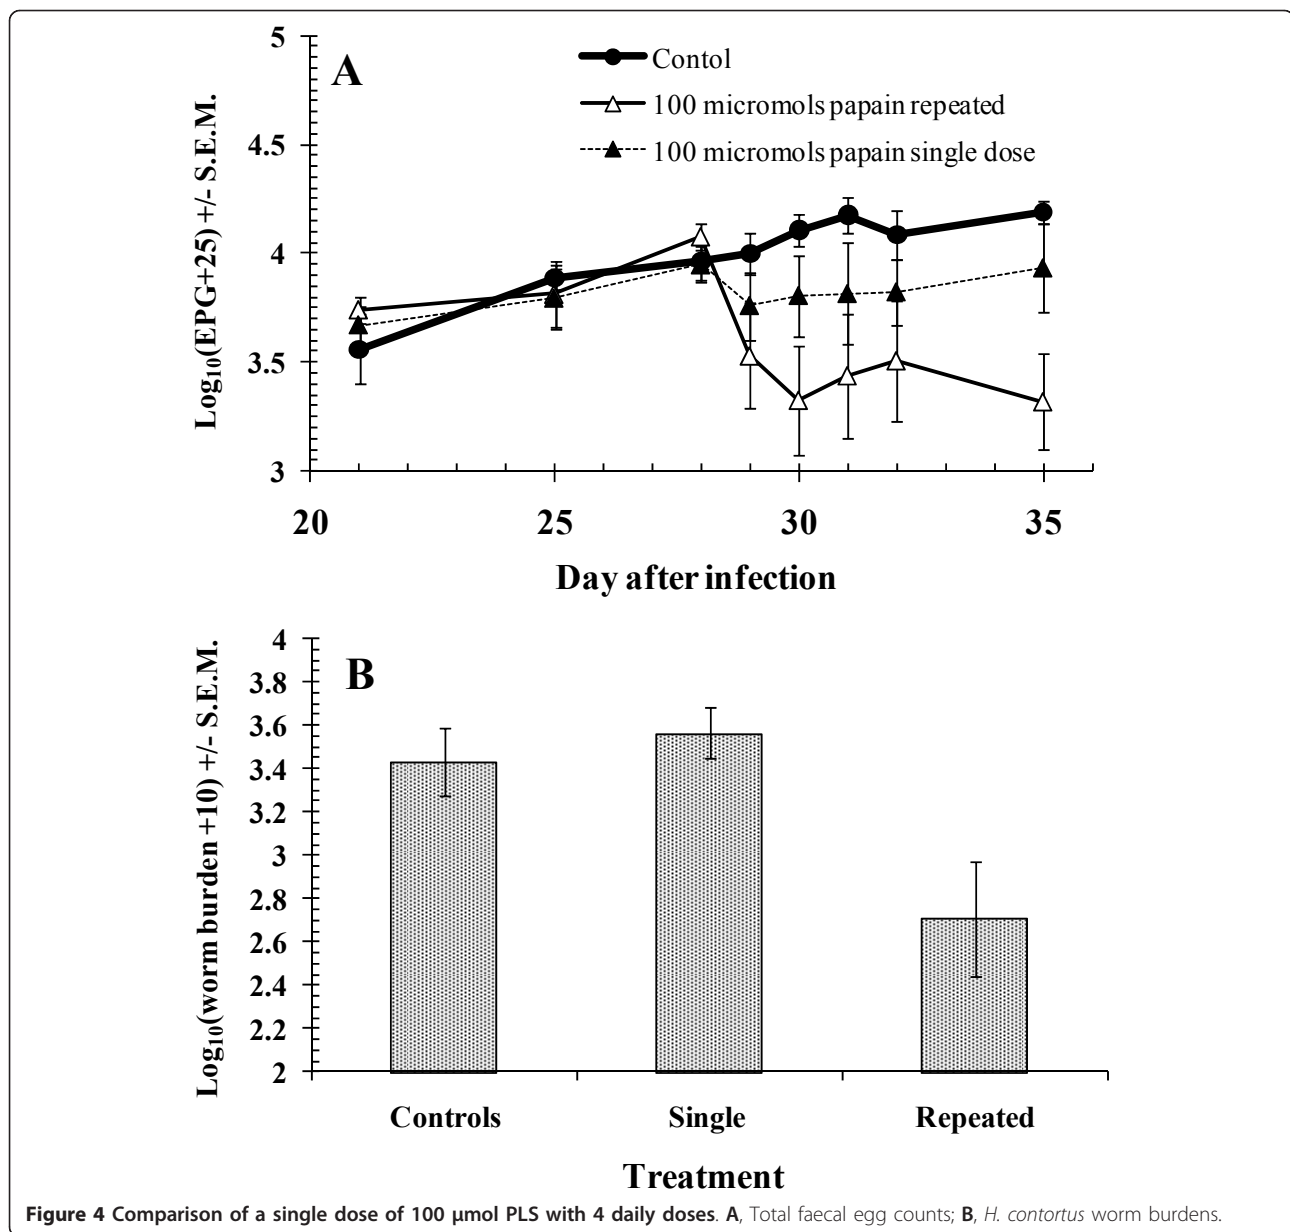 A
Contol
100 micromols papain repeated
100 micromols papain single dose
Log10(EPG+25) +/- S.E.M.
5
4.5
4
3.5
3
20 25 30 35
Day after infection
B
Log10(worm burden +10) +/- S.E.M.
4
3.8
3.6
3.4
3.2
3
2.8
2.6
2.4
2.2
2
Controls Single Repeated
Treatment
Figure 4 Comparison of a single dose of 100 μmol PLS with 4 daily doses. A, Total faecal egg counts; B, H. contortus worm burdens.